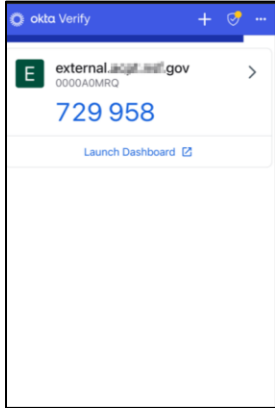 okta Verify
external.        .gov
0000A0MRQ
729 958
Launch Dashboard
E